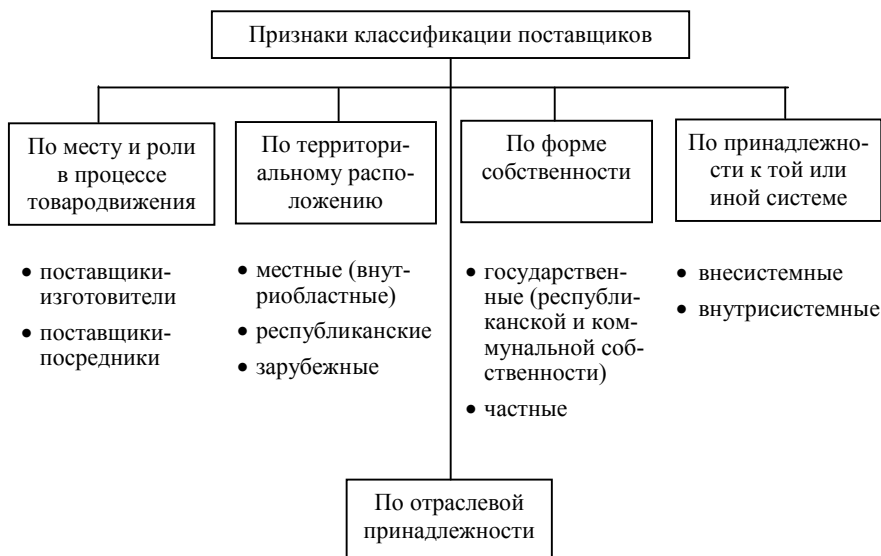 Признаки классификации поставщиков
По месту и роли
в процессе
товародвижения
По территори-
альному распо-
ложению
По форме
собственности
По принадлежно-
сти к той или
иной системе
• поставщики-
изготовители
• поставщики-
посредники
• местные (внут-
риобластные)
• республиканские
• зарубежные
• государствен-
ные (республи-
канской и ком-
мунальной соб-
ственности)
• частные
• внесистемные
• внутрисистемные
По отраслевой
принадлежности